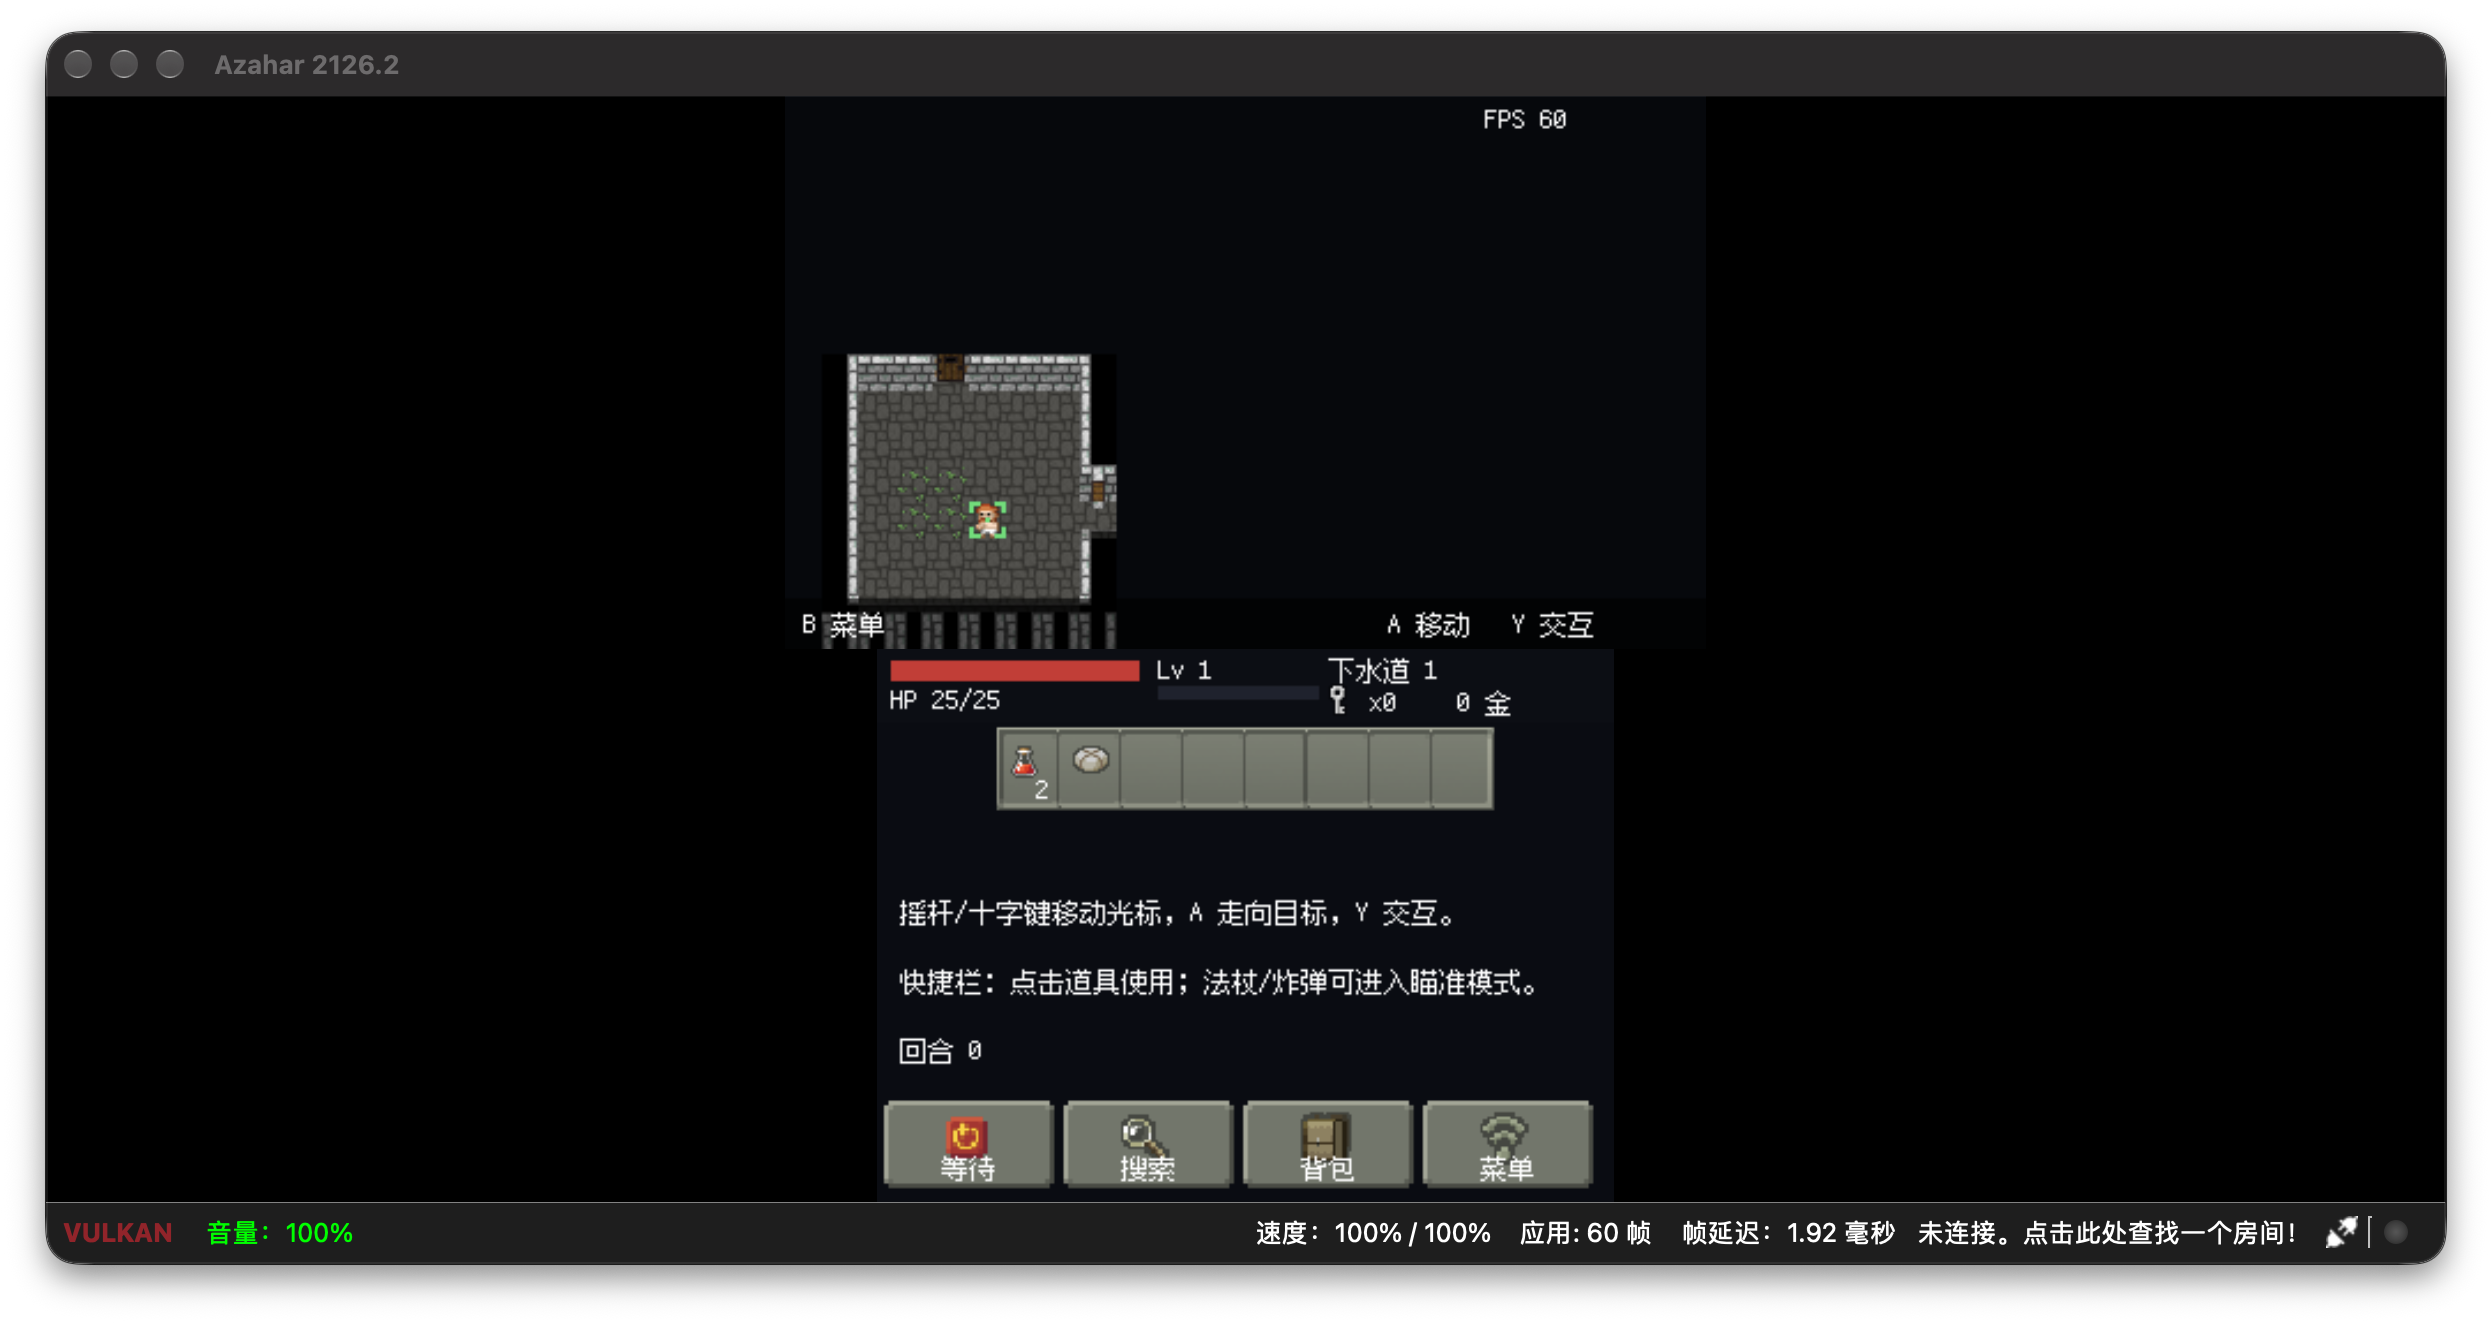 Azahar 2126.2
FPS 60
B 菜单 A 移动 Y 交互
Lv 1 下水道 1
HP 25/25 x0 0 金
2
摇杆/十字键移动光标，A 走向目标，Y 交互。
快捷栏：点击道具使用；法杖/炸弹可进入瞄准模式。
回合 0
等待 搜索 背包 菜单
VULKAN 音量：100% 速度：100% / 100% 应用: 60 帧 帧延迟：1.92 毫秒 未连接。点击此处查找一个房间！